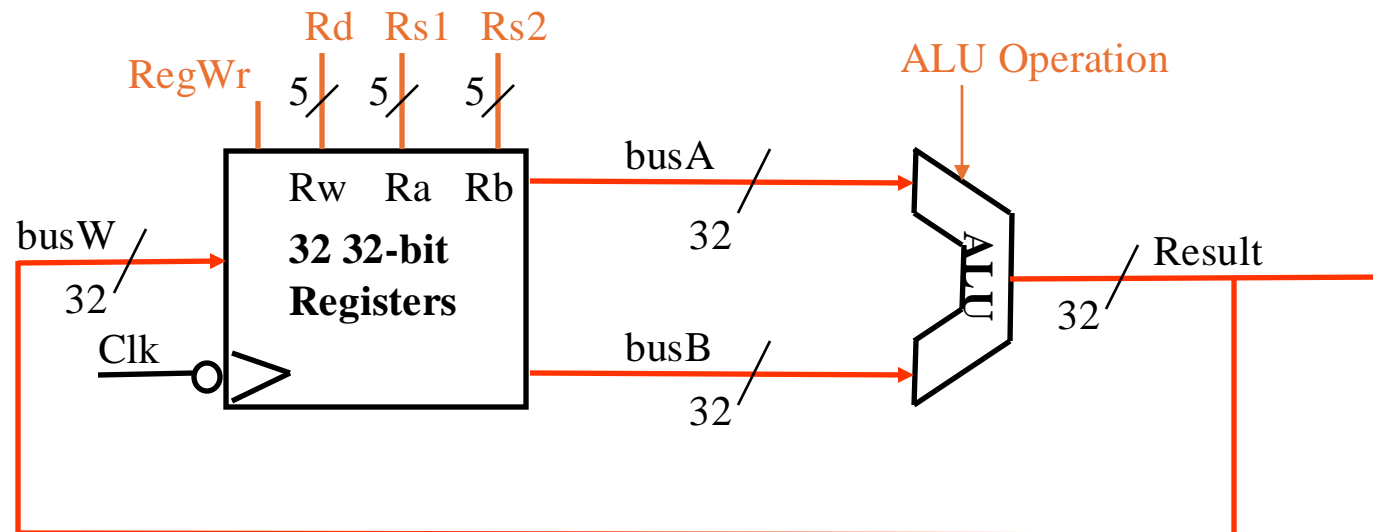 Rd Rs1 Rs2
RegWr
ALU Operation
5 5 5
busA
32
Rw Ra Rb
busW
32
32 32-bit
Registers
ALU
Result
32
Clk
busB
32